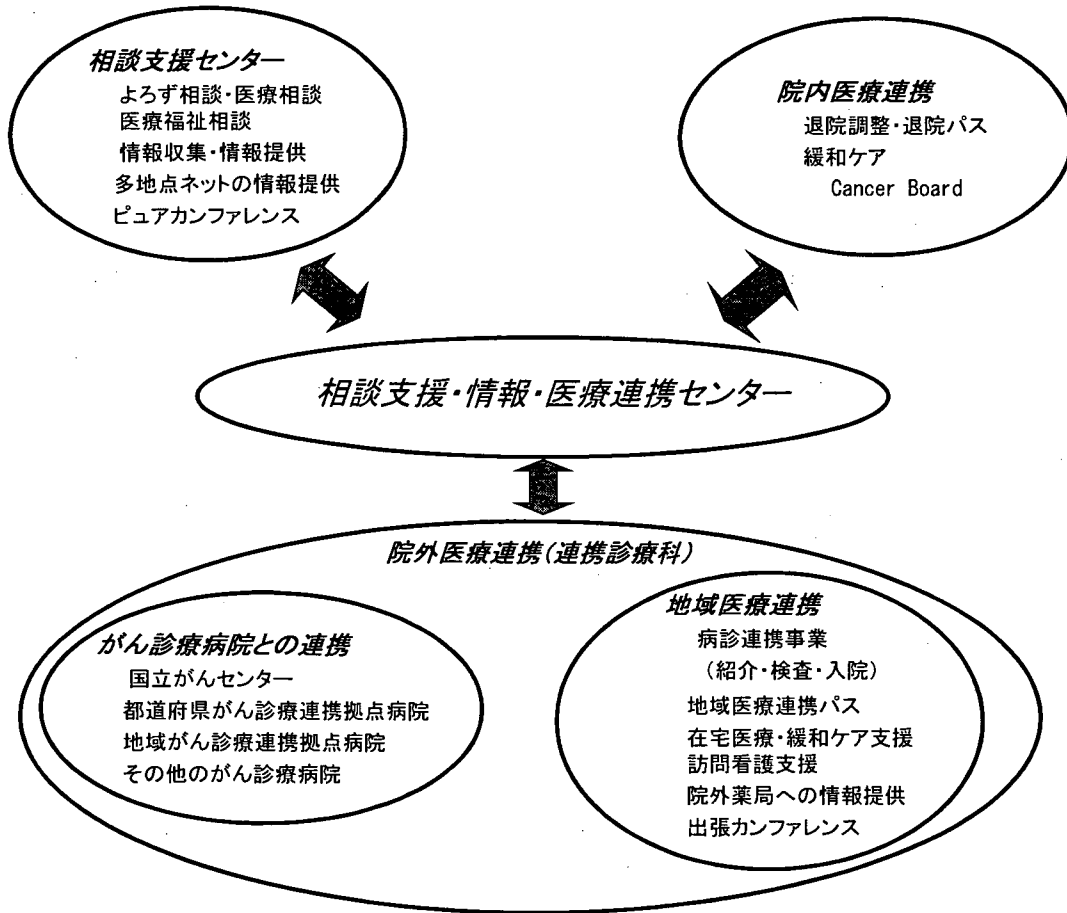 相談支援センター
よろず相談・医療相談
医療福祉相談
情報収集・情報提供
多地点ネットの情報提供
ピュアカンファレンス
院内医療連携
退院調整・退院パス
緩和ケア
Cancer Board
相談支援・情報・医療連携センター
院外医療連携(連携診療科)
がん診療病院との連携
国立がんセンター
都道府県がん診療連携拠点病院
地域がん診療連携拠点病院
その他のがん診療病院
地域医療連携
病診連携事業
(紹介・検査・入院)
地域医療連携パス
在宅医療・緩和ケア支援
訪問看護支援
院外薬局への情報提供
出張カンファレンス